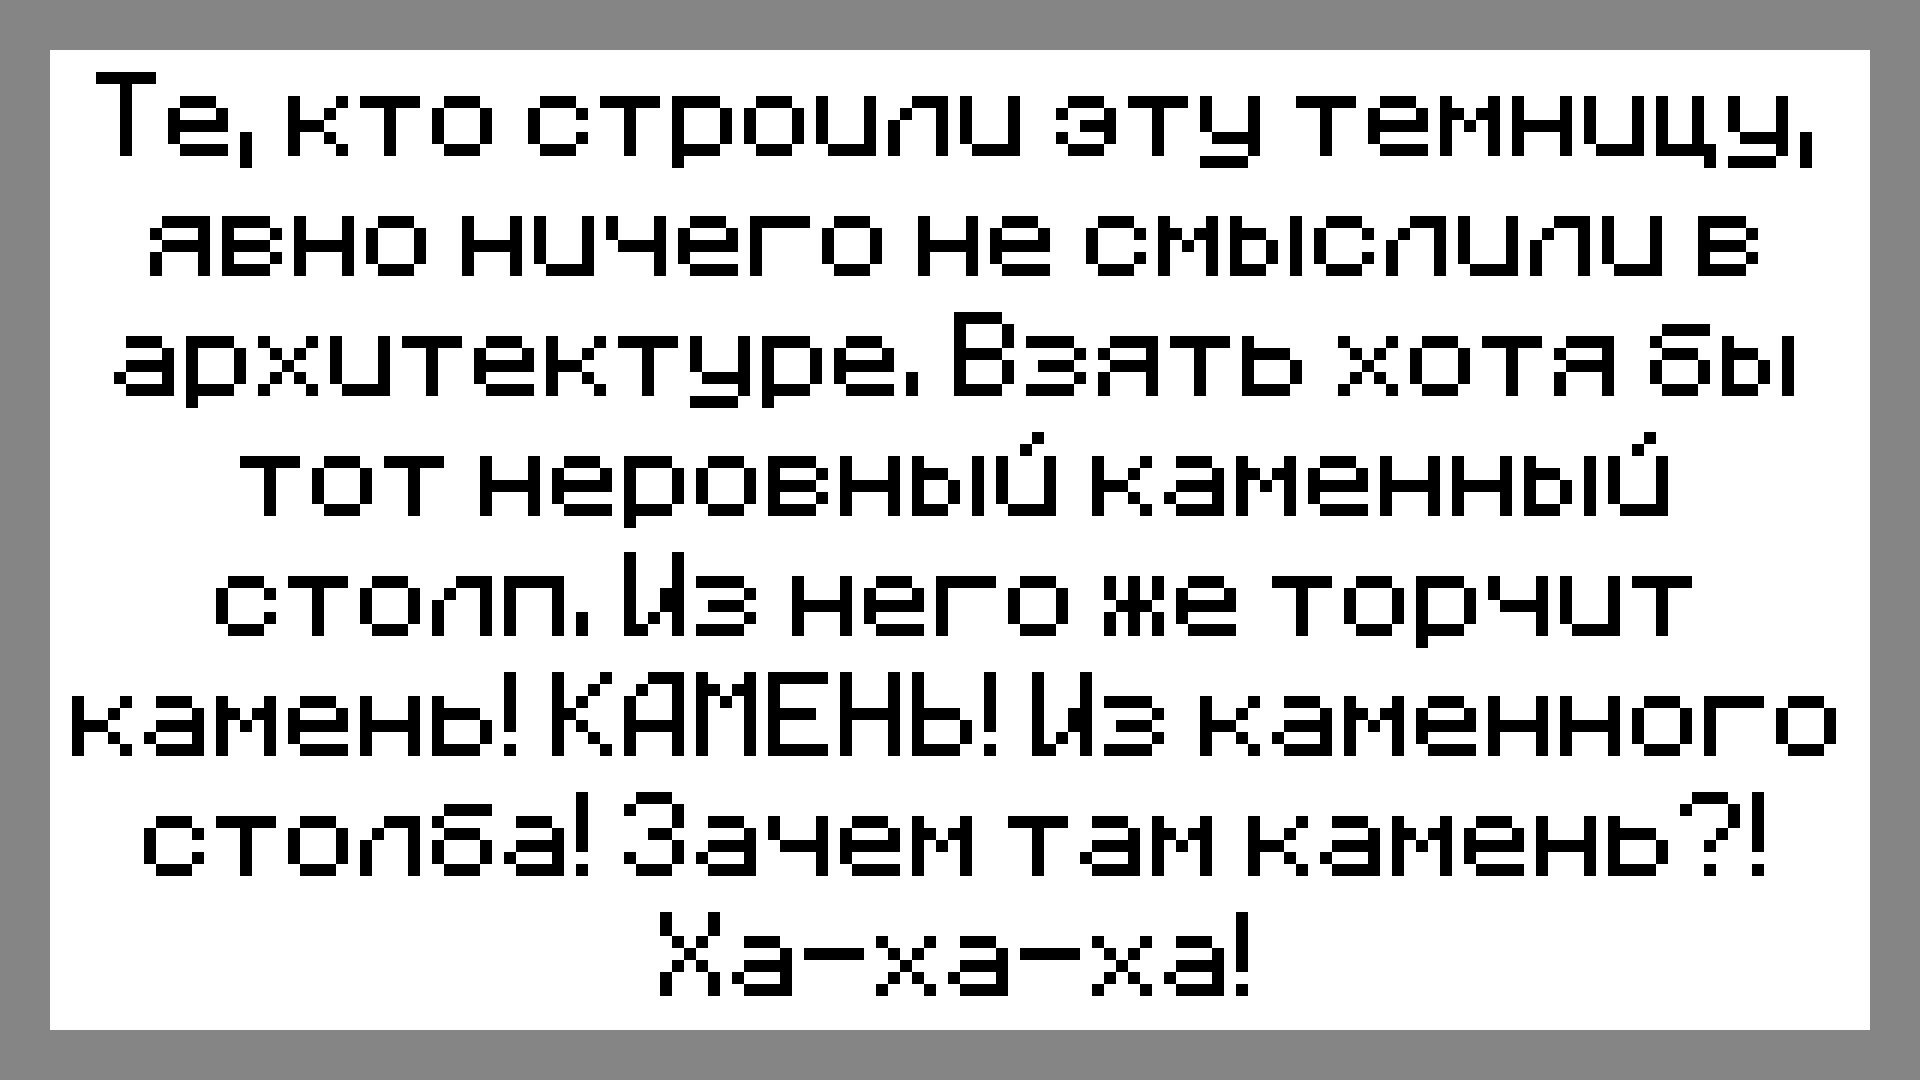 Те, кто строили эту темницу,
явно ничего не смыслили в
архитектуре. Взять хотя бы
тот неровный каменный
столп. Из него же торчит
камень! КАМЕНЬ! Из каменного
столба! Зачем там камень?!
Ха-ха-ха!